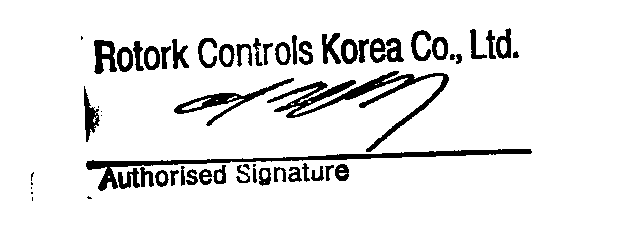 Rotork Controls Korea Co., Ltd.
Authorised Signature